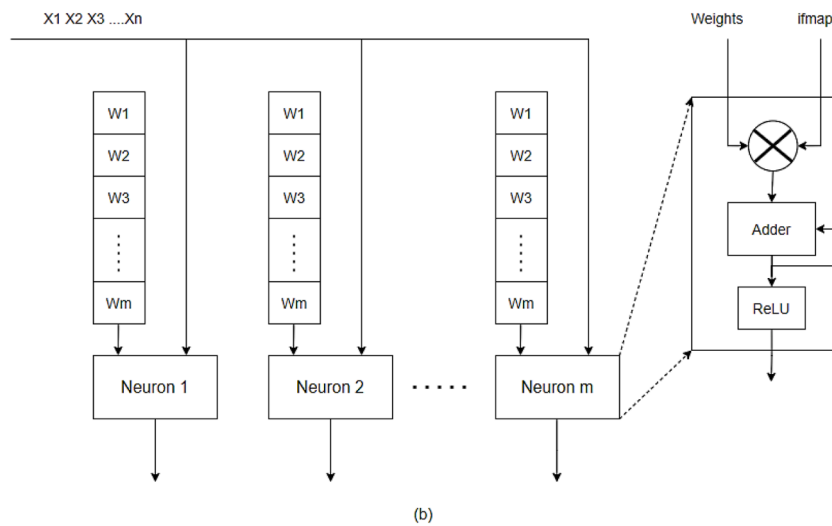 X1 X2 X3 ....Xn
Weights ifmap
W1 W1 W1
W2 W2 W2
W3 W3 W3
Wm Wm Wm
Adder
ReLU
Neuron 1 Neuron 2 ..... Neuron m
(b)